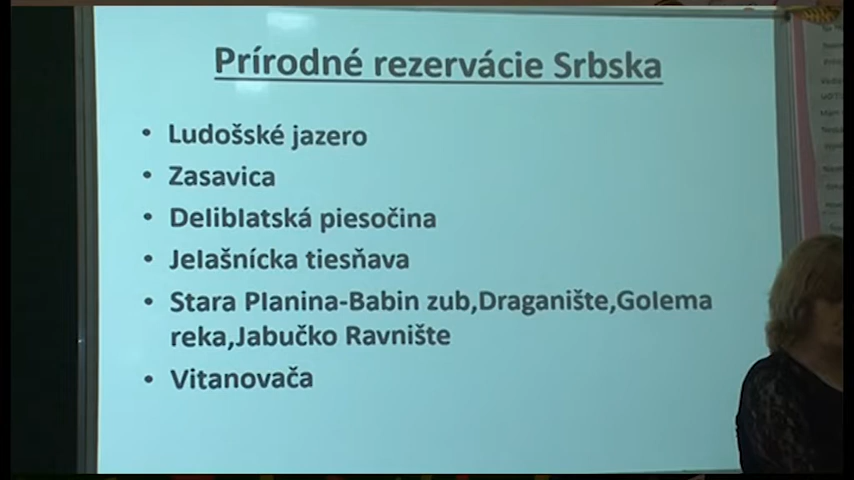 Prírodné rezervácie Srbska
• Ludošské jazero
• Zasavica
• Deliblatská piesočina
• Jelašnícka tiesňava
• Stara Planina-Babin zub,Draganište,Golema
reka,Jabučko Ravnište
• Vitanovača